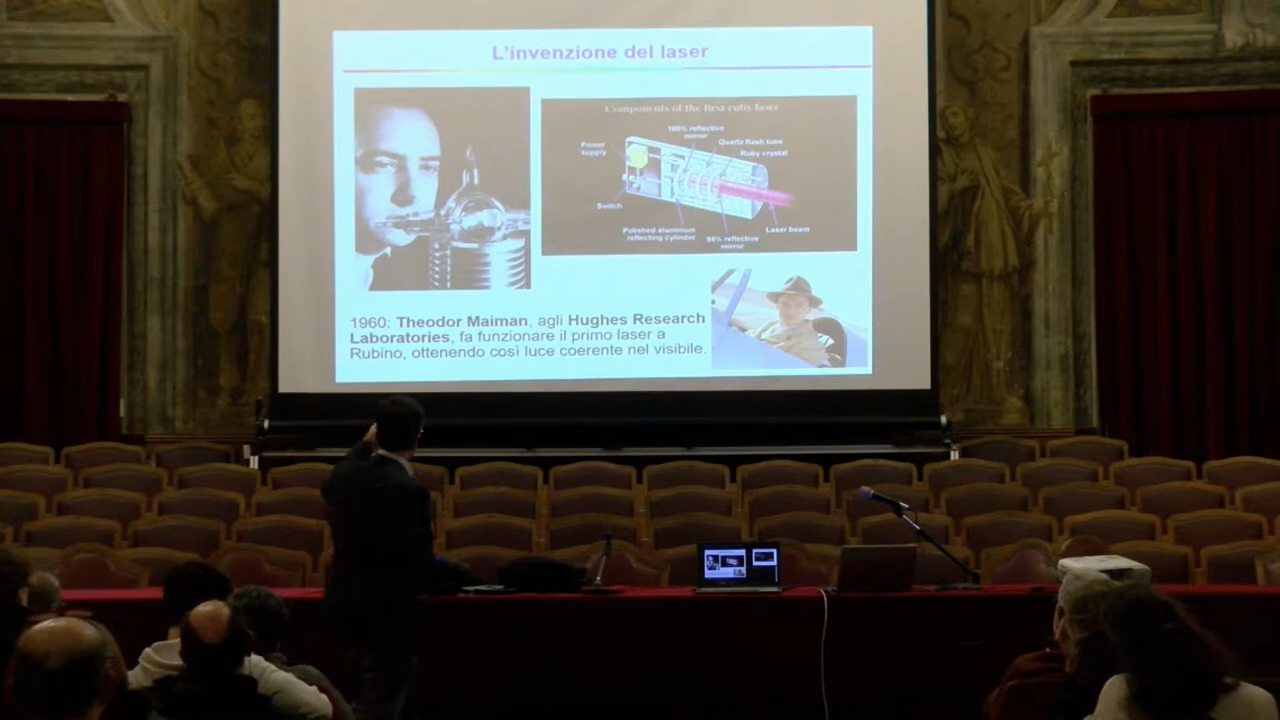 L'invenzione del laser
Components of the first ruby laser
100% reflective
mirror
Power
supply
Quartz flash tube
Ruby crystal
Switch
Polished aluminum
reflecting cylinder
95% reflective
mirror
Laser beam
1960: Theodor Maiman, agli Hughes Research
Laboratories, fa funzionare il primo laser a
Rubino, ottenendo così luce coerente nel visibile.